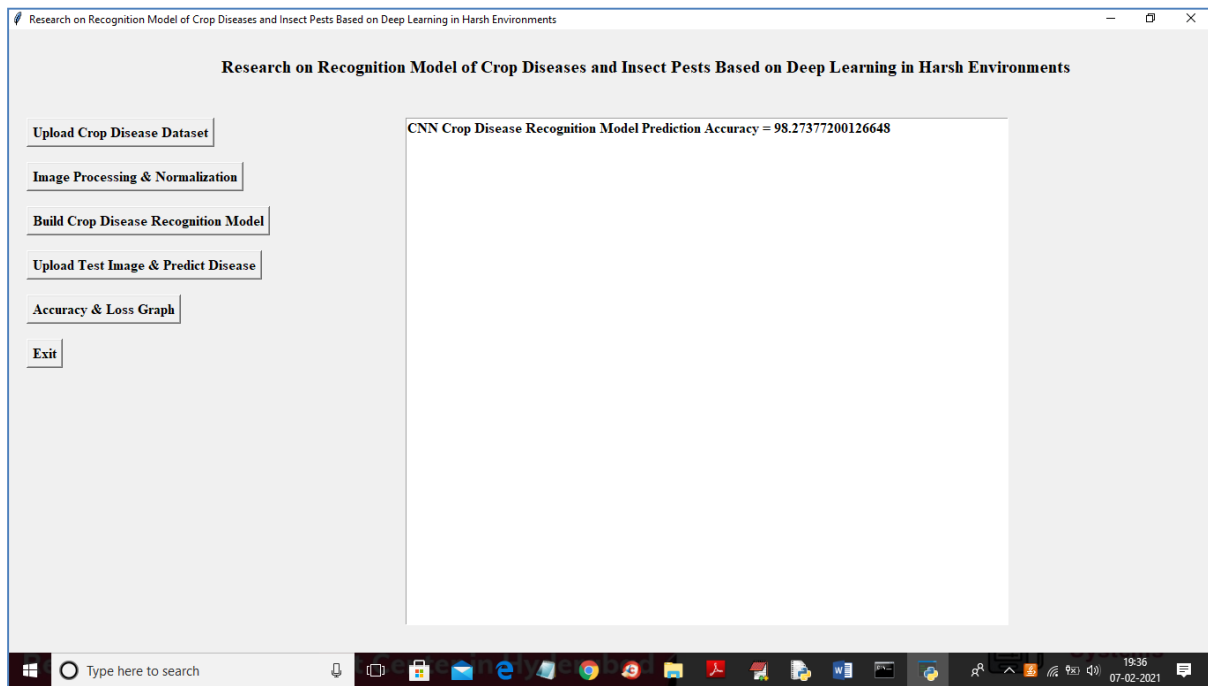 Research on Recognition Model of Crop Diseases and Insect Pests Based on Deep Learning in Harsh Environments
Research on Recognition Model of Crop Diseases and Insect Pests Based on Deep Learning in Harsh Environments
Upload Crop Disease Dataset
CNN Crop Disease Recognition Model Prediction Accuracy = 98.27377200126648
Image Processing & Normalization
Build Crop Disease Recognition Model
Upload Test Image & Predict Disease
Accuracy & Loss Graph
Exit
Type here to search
19:36
07-02-2021